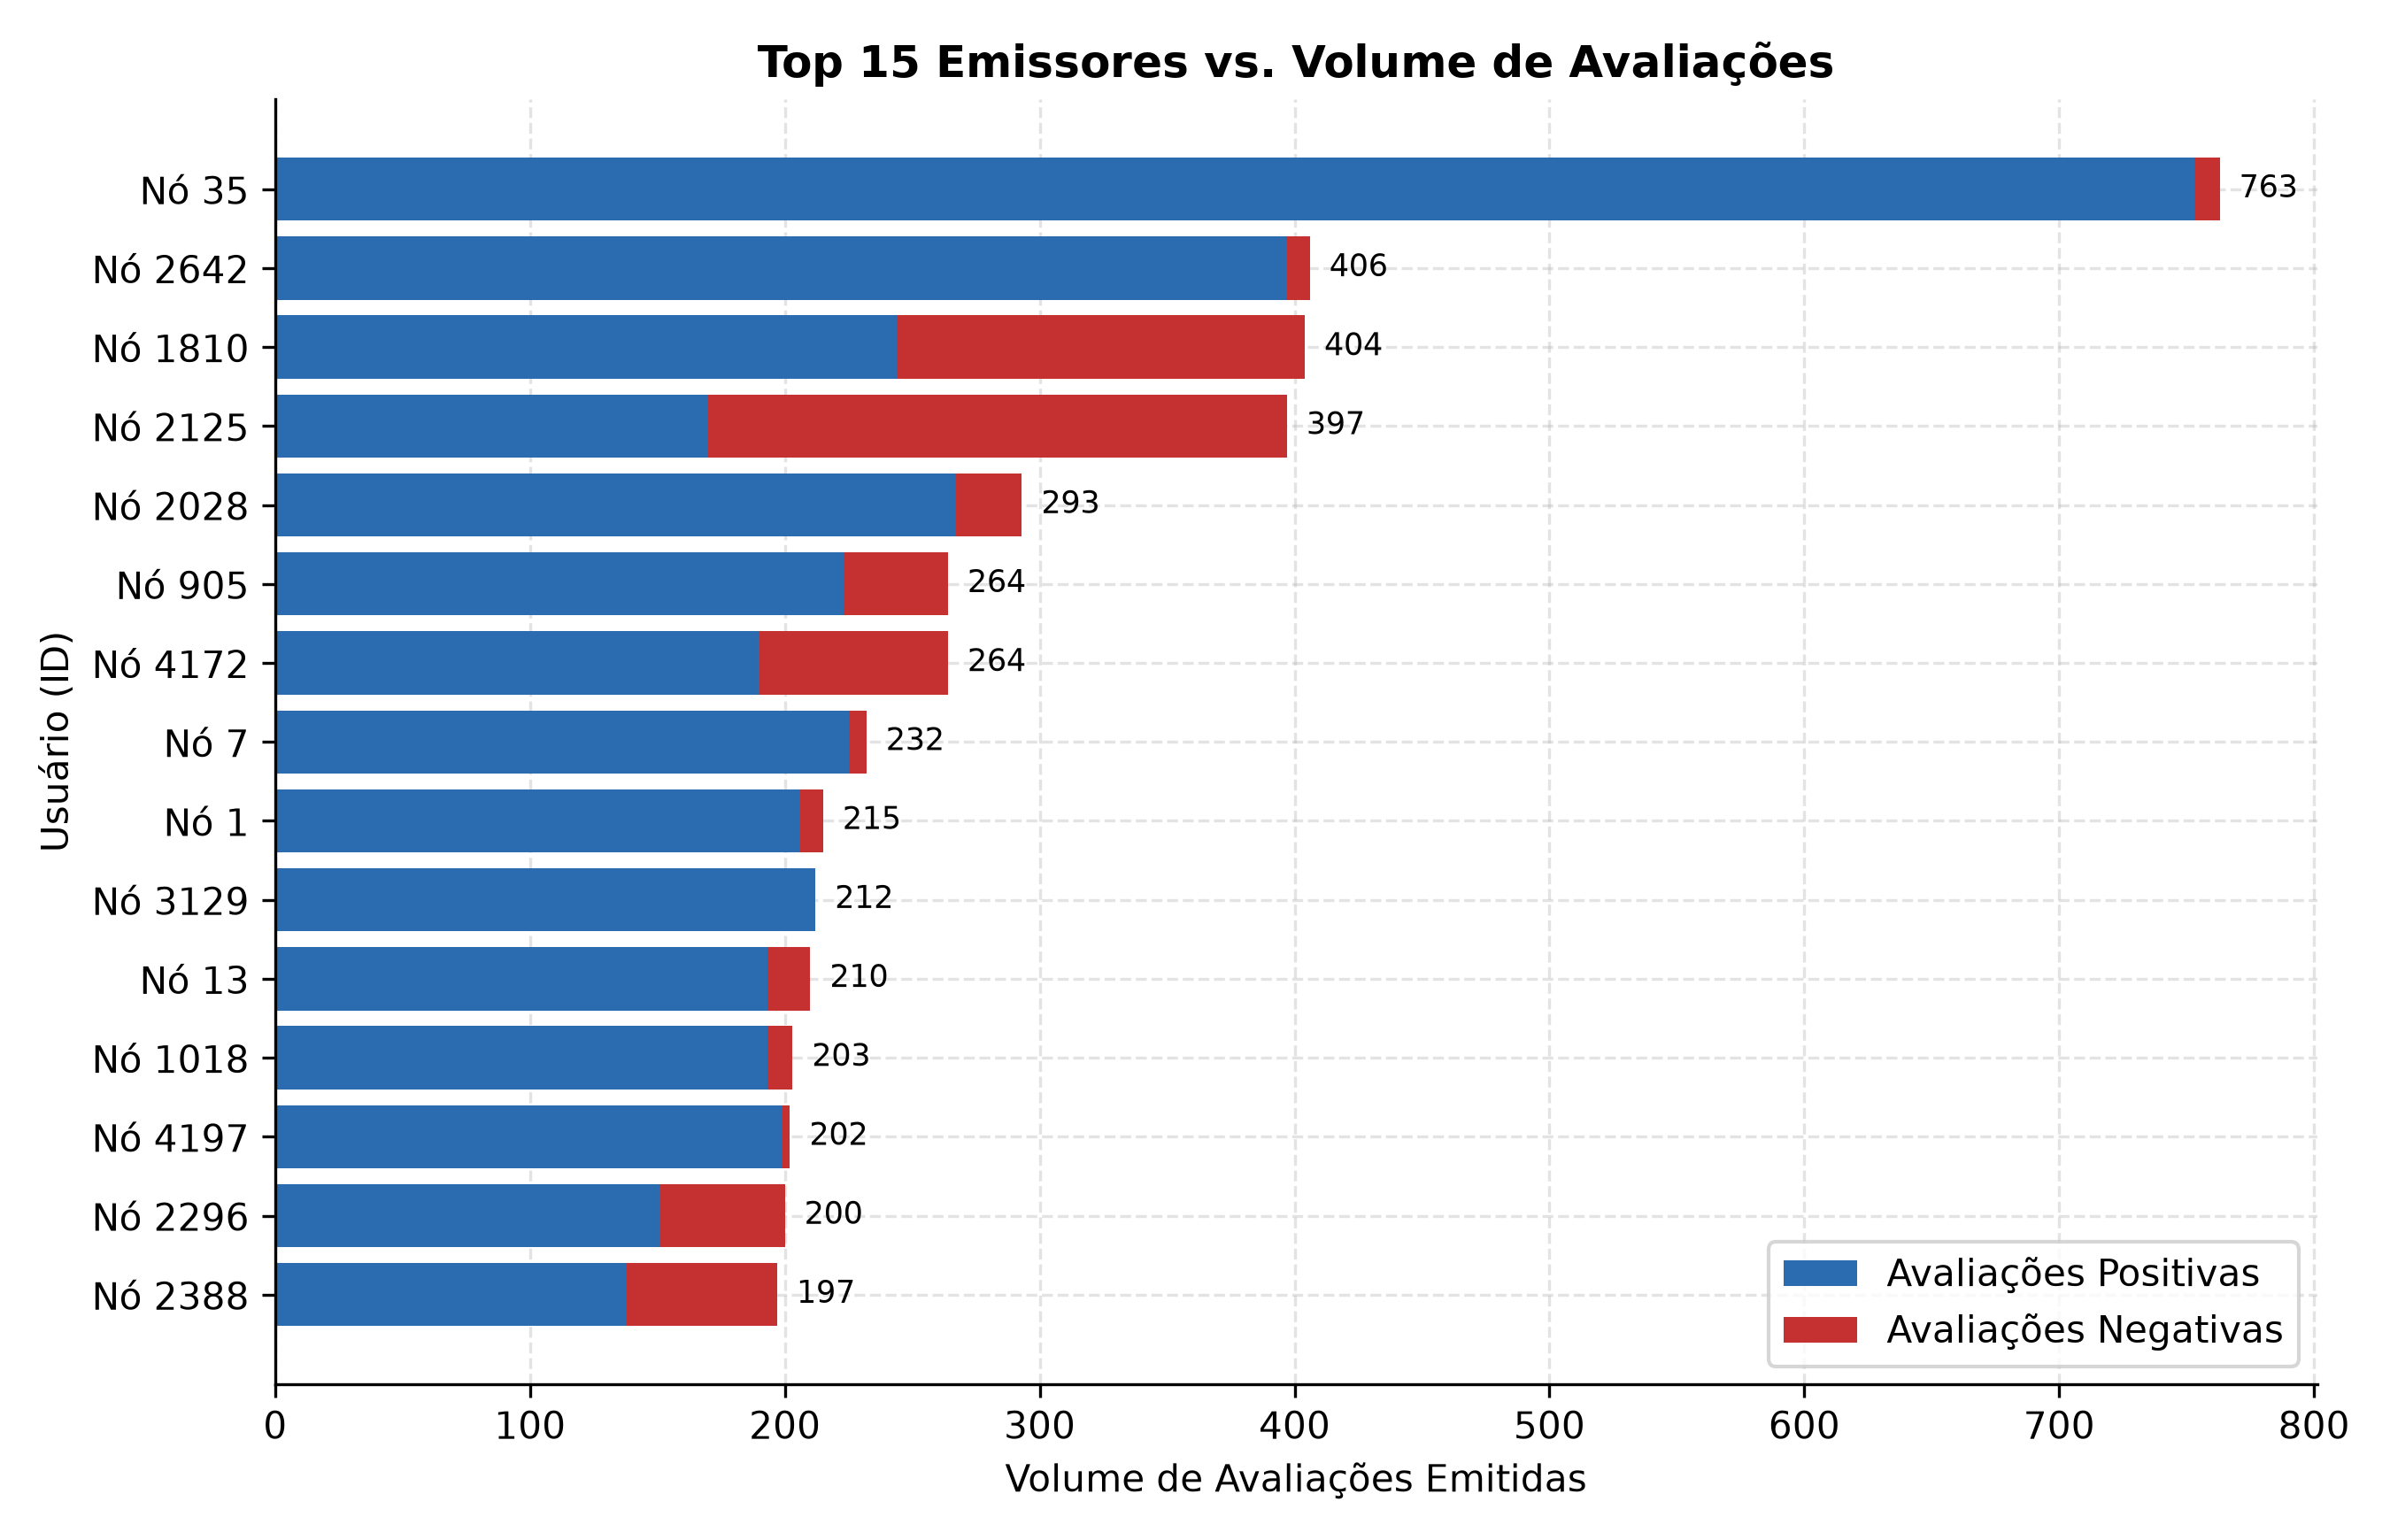 Top 15 Emissores vs. Volume de Avaliações
Usuário (ID)
Nó 35 763
Nó 2642 406
Nó 1810 404
Nó 2125 397
Nó 2028 293
Nó 905 264
Nó 4172 264
Nó 7 232
Nó 1 215
Nó 3129 212
Nó 13 210
Nó 1018 203
Nó 4197 202
Nó 2296 200
Nó 2388 197
Avaliações Positivas
Avaliações Negativas
0 100 200 300 400 500 600 700 800
Volume de Avaliações Emitidas